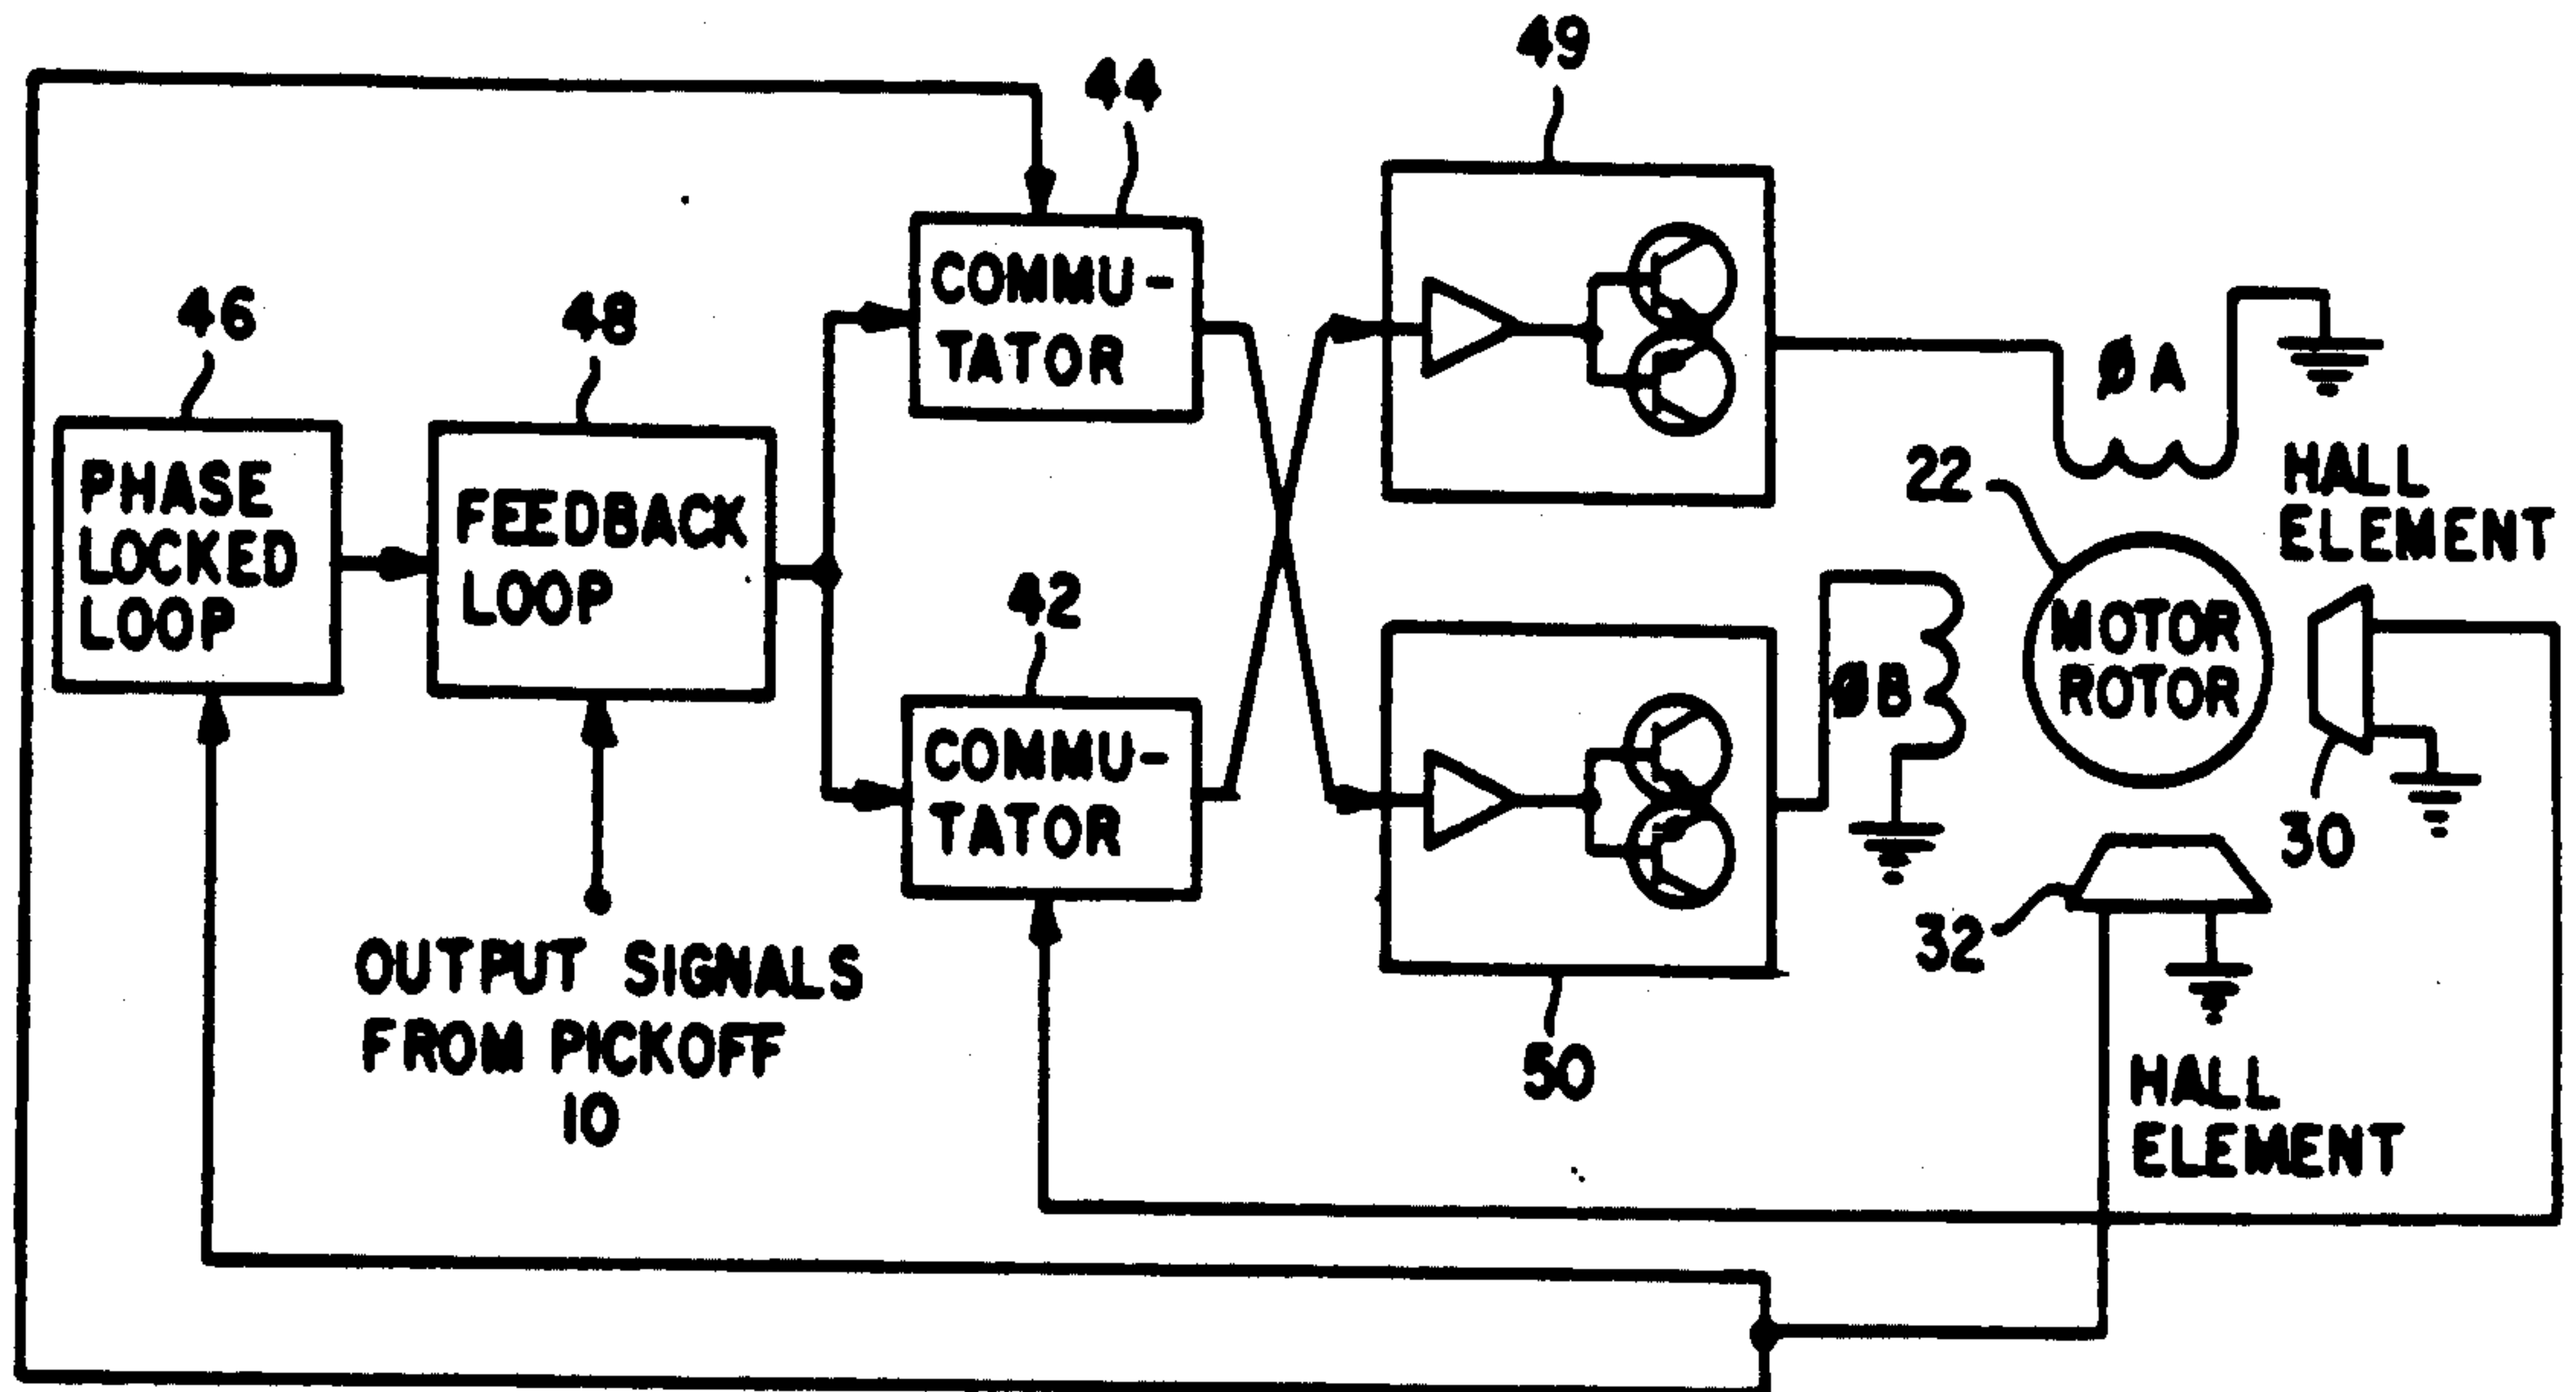 49
44
46
48
COMMU-
TATOR
ØA
HALL
ELEMENT
22
PHASE
LOCKED
LOOP
FEEDBACK
LOOP
42
MOTOR
ROTOR
ØB
COMMU-
TATOR
30
32
OUTPUT SIGNALS
FROM PICKOFF
10
50
HALL
ELEMENT